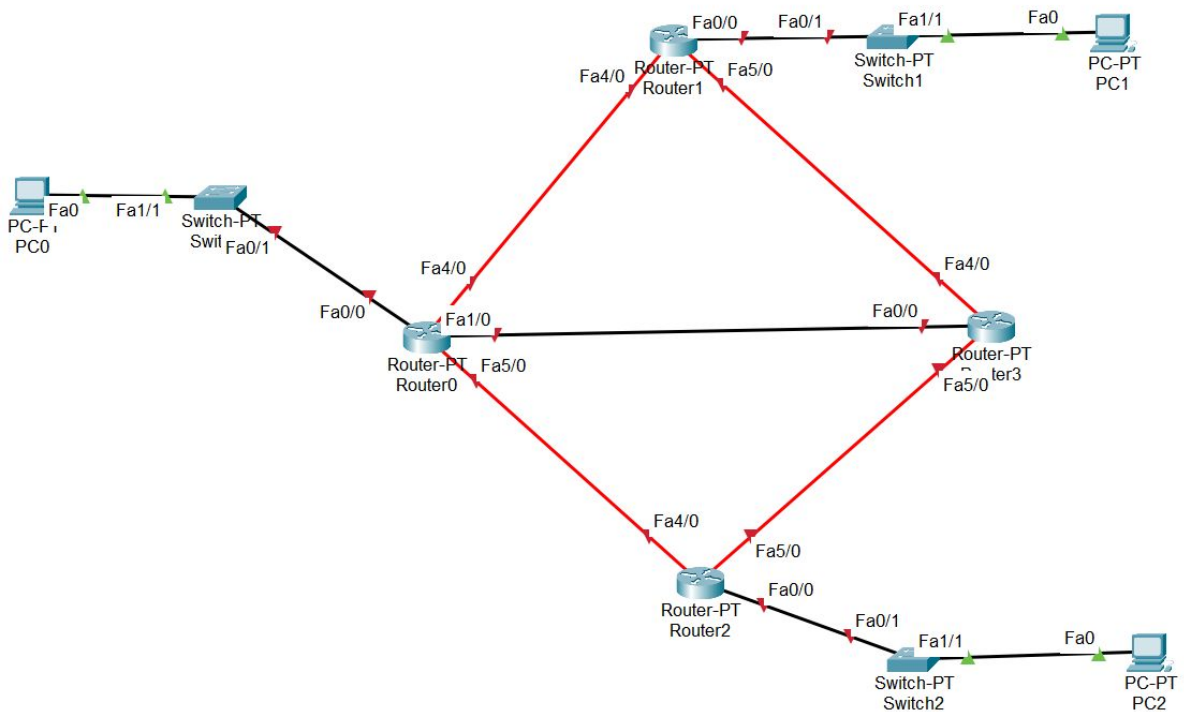 Fa0/0
Fa0/1
Fa1/1
Fa0
Router-PT
Router1
Fa4/0
Fa5/0
Switch-PT
Switch1
PC-PT
PC1
Fa0
Fa1/1
PC0
Switch-PT
Fa0/1
Fa0/0
Fa4/0
Fa1/0
Router-PT
Router0
Fa5/0
Fa4/0
Fa0/0
Router-PT
Fa5/0
Fa4/0
Fa5/0
Router-PT
Router2
Fa0/0
Fa0/1
Fa1/1
Fa0
Switch-PT
Switch2
PC-PT
PC2